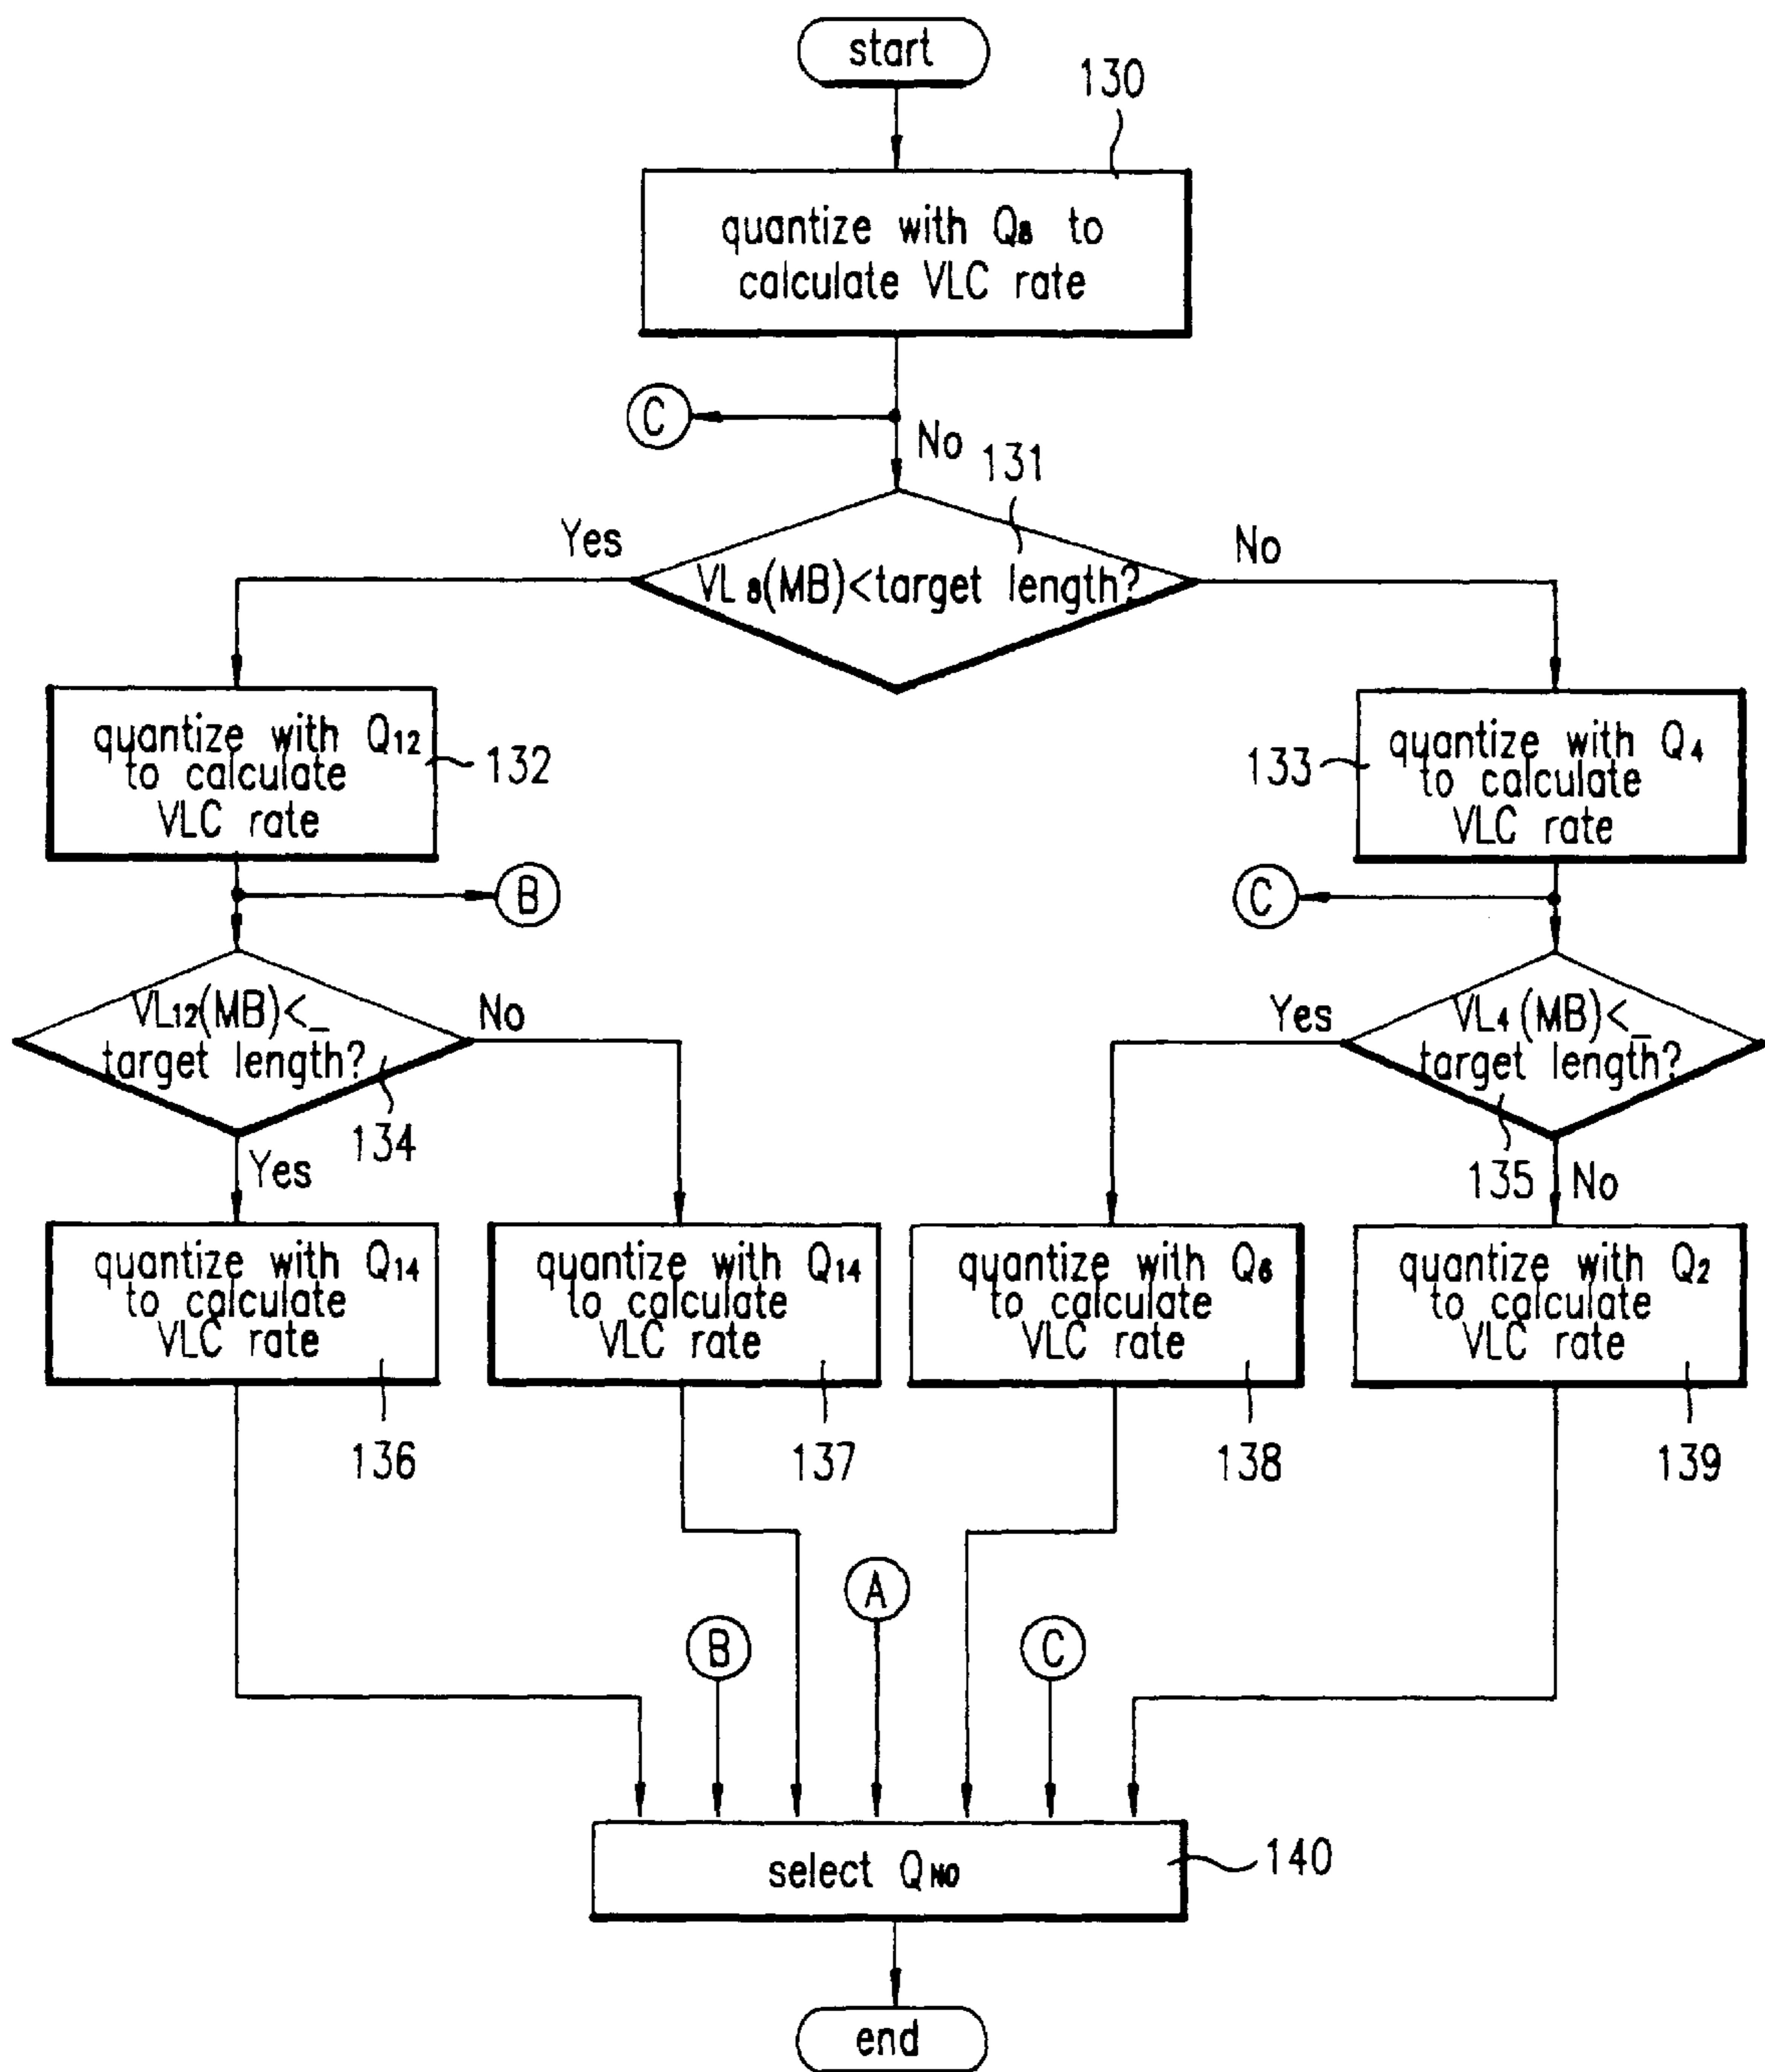 start
130
quantize with Q8 to
calculate VLC rate
C
No
131
Yes
No
VL8(MB)<target length?
quantize with Q12
to calculate
VLC rate
132
133
quantize with Q4
to calculate
VLC rate
B
C
VL12(MB)<_
target length?
No
134
Yes
Yes
VL4(MB)<_
target length?
135
No
quantize with Q14
to calculate
VLC rate
quantize with Q14
to calculate
VLC rate
quantize with Q6
to calculate
VLC rate
quantize with Q2
to calculate
VLC rate
136
137
138
139
A
B
C
select QNO
140
end